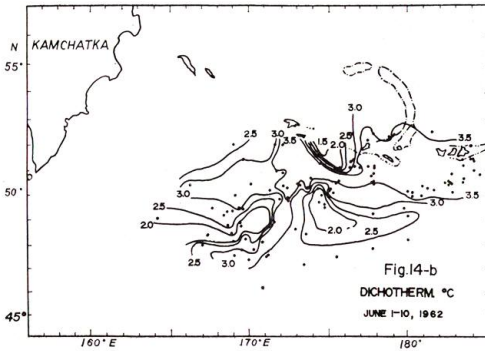 N
KAMCHATKA
55°
3.0
2.5 3.0 3.5 1.5 2.0 2.5 3.5
50°
3.0
2.5
2.0
2.5 3.0
2.0 2.5
3.0 3.5
Fig.14-b
DICHOTHERM. °C
JUNE 1-10, 1962
45°
160°E 170°E 180°